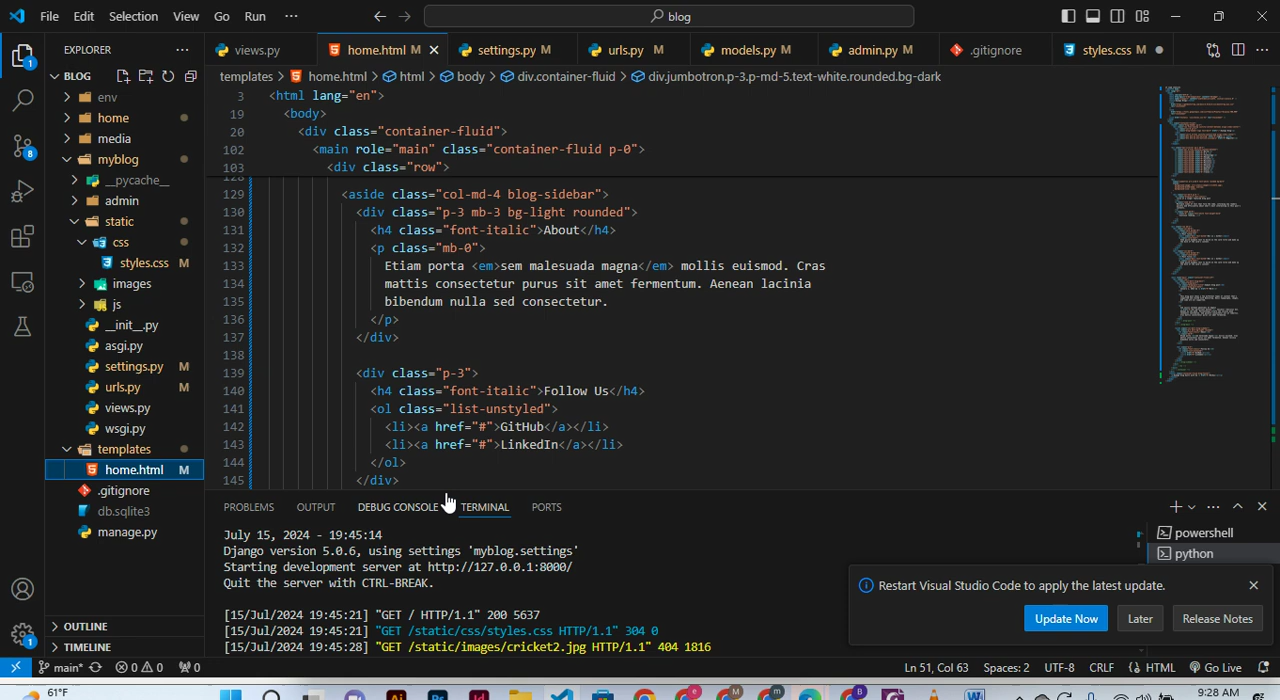 File Edit Selection View Go Run ···
blog
EXPLORER
views.py home.html M settings.py M urls.py M models.py M admin.py M .gitignore styles.css M
BLOG
templates > home.html > html > body > div.container-fluid > div.jumbotron.p-3.p-md-5.text-white.rounded.bg-dark
env
home
media
myblog
__pycache__
admin
static
css
styles.css M
images
js
__init__.py
asgi.py
settings.py M
urls.py M
views.py
wsgi.py
templates
home.html M
.gitignore
db.sqlite3
manage.py
OUTLINE
TIMELINE
3 <html lang="en">
19 <body>
20 <div class="container-fluid">
102 <main role="main" class="container-fluid p-0">
103 <div class="row">
129 <aside class="col-md-4 blog-sidebar">
130 <div class="p-3 mb-3 bg-light rounded">
131 <h4 class="font-italic">About</h4>
132 <p class="mb-0">
133 Etiam porta <em>sem malesuada magna</em> mollis euismod. Cras
134 mattis consectetur purus sit amet fermentum. Aenean lacinia
135 bibendum nulla sed consectetur.
136 </p>
137 </div>
138
139 <div class="p-3">
140 <h4 class="font-italic">Follow Us</h4>
141 <ol class="list-unstyled">
142 <li><a href="#">GitHub</a></li>
143 <li><a href="#">LinkedIn</a></li>
144 </ol>
145 </div>
PROBLEMS OUTPUT DEBUG CONSOLE TERMINAL PORTS
July 15, 2024 - 19:45:14
Django version 5.0.6, using settings 'myblog.settings'
Starting development server at http://127.0.0.1:8000/
Quit the server with CTRL-BREAK.
[15/Jul/2024 19:45:21] "GET / HTTP/1.1" 200 5637
[15/Jul/2024 19:45:21] "GET /static/css/styles.css HTTP/1.1" 304 0
[15/Jul/2024 19:45:28] "GET /static/images/cricket2.jpg HTTP/1.1" 404 1816
powershell
python
Restart Visual Studio Code to apply the latest update.
Update Now Later Release Notes
main* 0 0 0 Ln 51, Col 63 Spaces: 2 UTF-8 CRLF HTML Go Live
61°F 9:28 AM